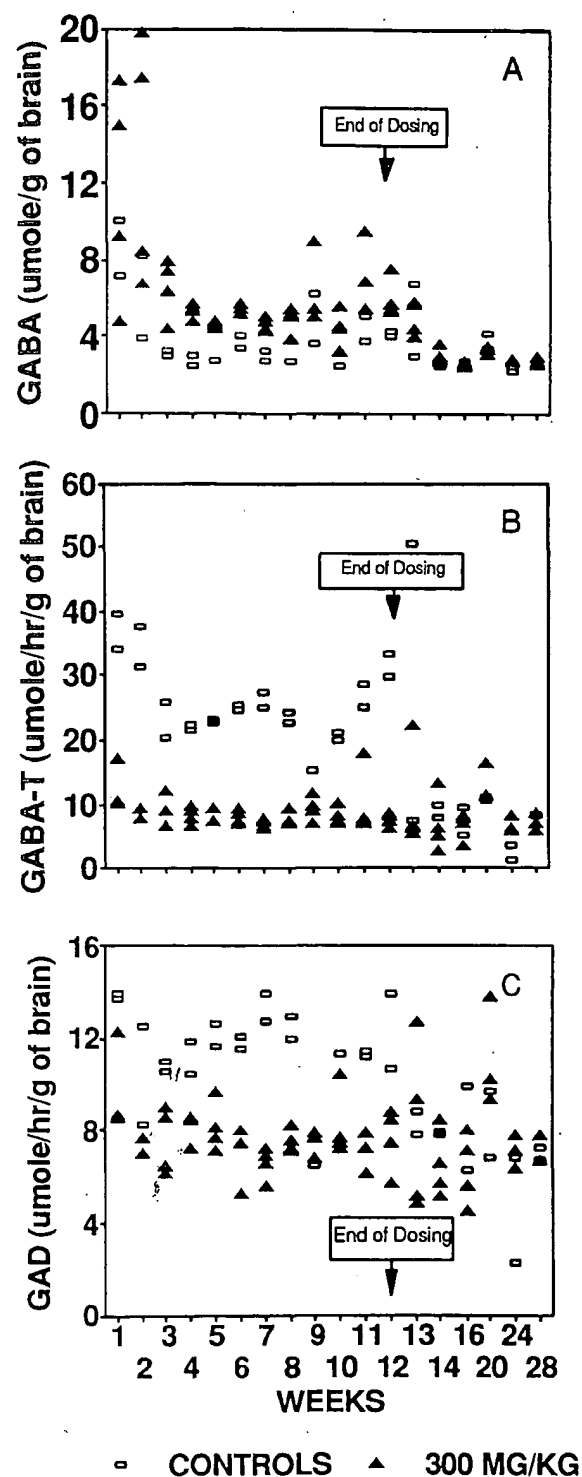 GABA (umole/g of brain)
20
16
12
8
4
0
A
End of Dosing
GABA-T (umole/hr/g of brain)
60
50
40
30
20
10
0
B
End of Dosing
GAD (umole/hr/g of brain)
16
12
8
4
0
C
End of Dosing
1 3 5 7 9 11 13 16 24
2 4 6 8 10 12 14 20 28
WEEKS
CONTROLS 300 MG/KG